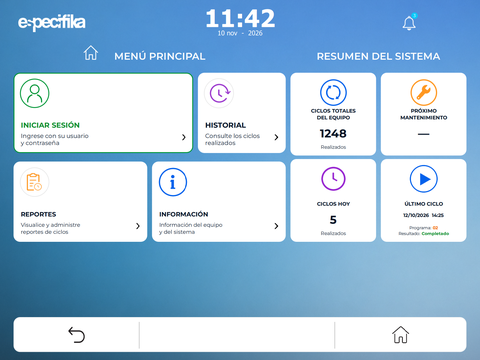 e-specifika
11:42
10 nov - 2026
MENÚ PRINCIPAL
RESUMEN DEL SISTEMA
INICIAR SESIÓN
Ingrese con su usuario
y contraseña
HISTORIAL
Consulte los ciclos
realizados
CICLOS TOTALES
DEL EQUIPO
1248
Realizados
PRÓXIMO
MANTENIMIENTO
—
REPORTES
Visualice y administre
reportes de ciclos
INFORMACIÓN
Información del equipo
y del sistema
CICLOS HOY
5
Realizados
ÚLTIMO CICLO
12/10/2026 14:25
Programa 02
Resultado Completado